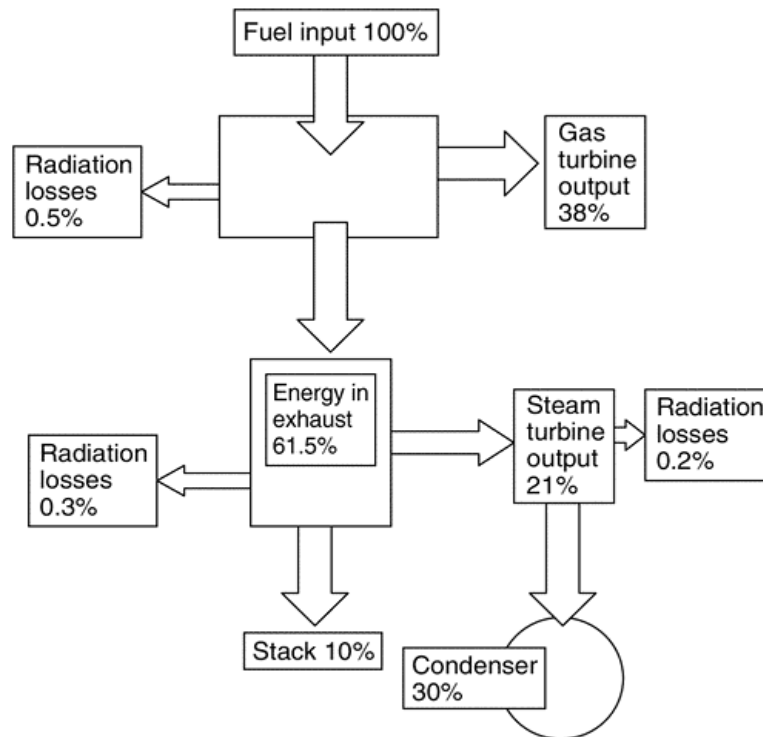 Fuel input 100%
Gas
turbine
output
38%
Radiation
losses
0.5%
Energy in
exhaust
61.5%
Steam
turbine
output
21%
Radiation
losses
0.2%
Radiation
losses
0.3%
Stack 10%
Condenser
30%